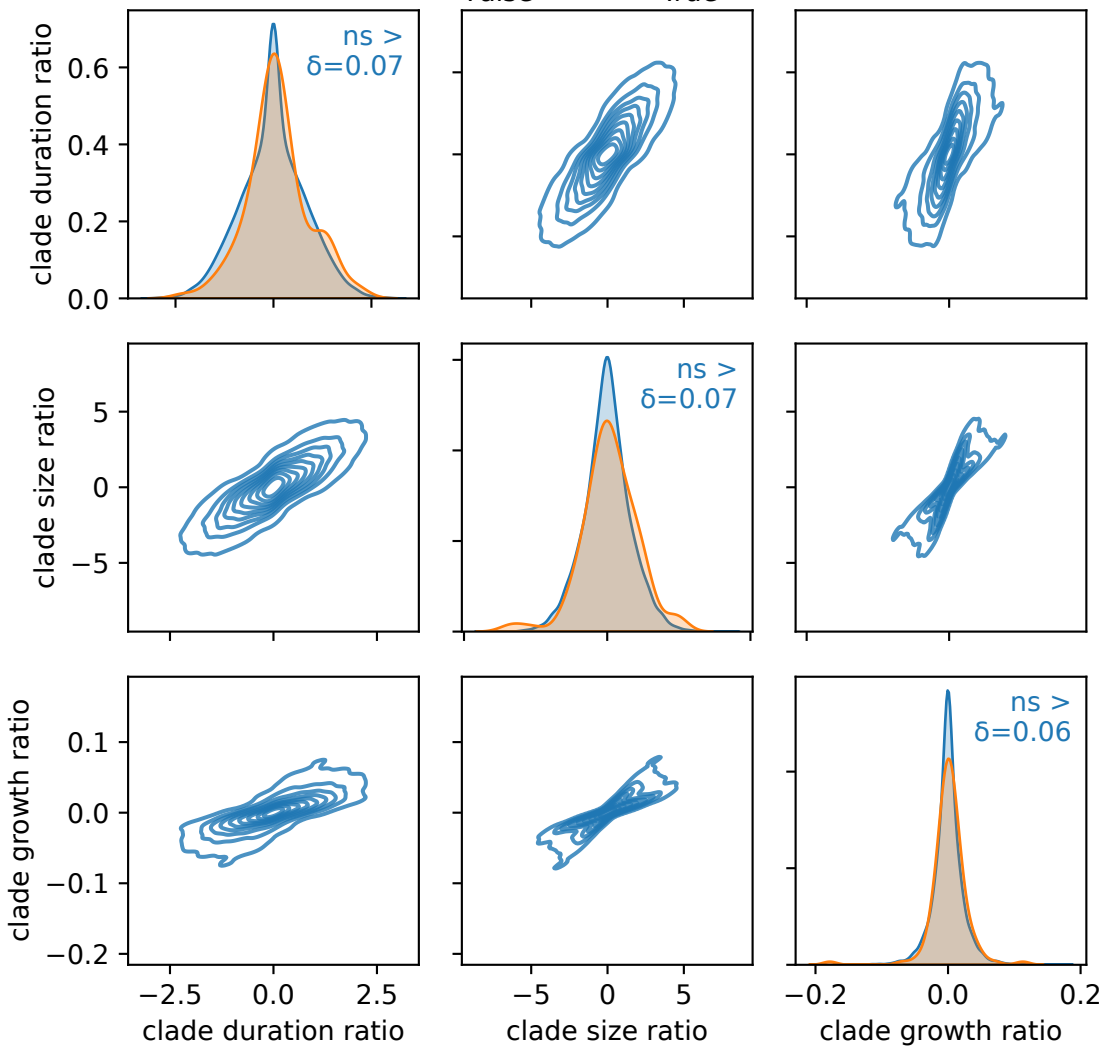 clade duration ratio
0.6
0.4
0.2
0.0
ns >
δ=0.07
clade size ratio
5
0
−5
ns >
δ=0.07
clade growth ratio
0.1
0.0
−0.1
−0.2
ns >
δ=0.06
−2.5 0.0 2.5
−5 0 5
−0.2 0.0 0.2
clade duration ratio
clade size ratio
clade growth ratio